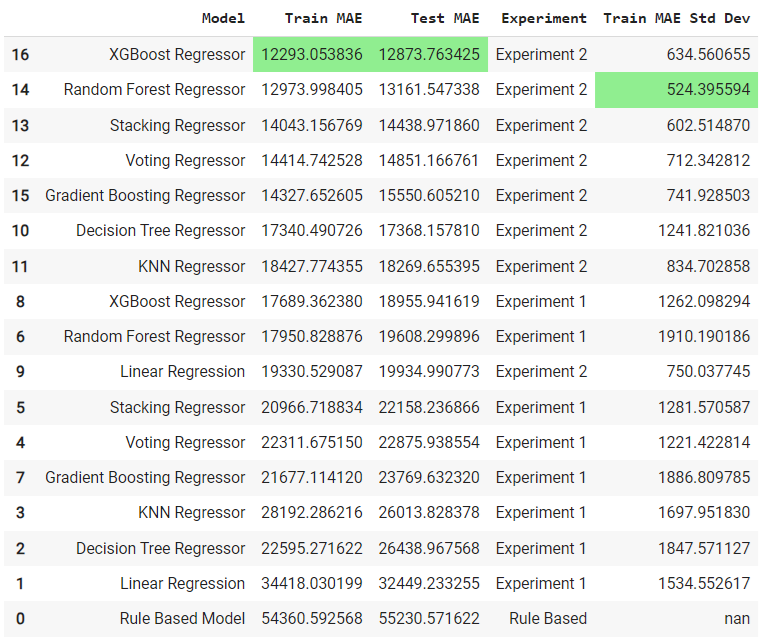 Model Train MAE Test MAE Experiment Train MAE Std Dev
16 XGBoost Regressor 12293.053836 12873.763425 Experiment 2 634.560655
14 Random Forest Regressor 12973.998405 13161.547338 Experiment 2 524.395594
13 Stacking Regressor 14043.156769 14438.971860 Experiment 2 602.514870
12 Voting Regressor 14414.742528 14851.166761 Experiment 2 712.342812
15 Gradient Boosting Regressor 14327.652605 15550.605210 Experiment 2 741.928503
10 Decision Tree Regressor 17340.490726 17368.157810 Experiment 2 1241.821036
11 KNN Regressor 18427.774355 18269.655395 Experiment 2 834.702858
8 XGBoost Regressor 17689.362380 18955.941619 Experiment 1 1262.098294
6 Random Forest Regressor 17950.828876 19608.299896 Experiment 1 1910.190186
9 Linear Regression 19330.529087 19934.990773 Experiment 2 750.037745
5 Stacking Regressor 20966.718834 22158.236866 Experiment 1 1281.570587
4 Voting Regressor 22311.675150 22875.938554 Experiment 1 1221.422814
7 Gradient Boosting Regressor 21677.114120 23769.632320 Experiment 1 1886.809785
3 KNN Regressor 28192.286216 26013.828378 Experiment 1 1697.951830
2 Decision Tree Regressor 22595.271622 26438.967568 Experiment 1 1847.571127
1 Linear Regression 34418.030199 32449.233255 Experiment 1 1534.552617
0 Rule Based Model 54360.592568 55230.571622 Rule Based nan